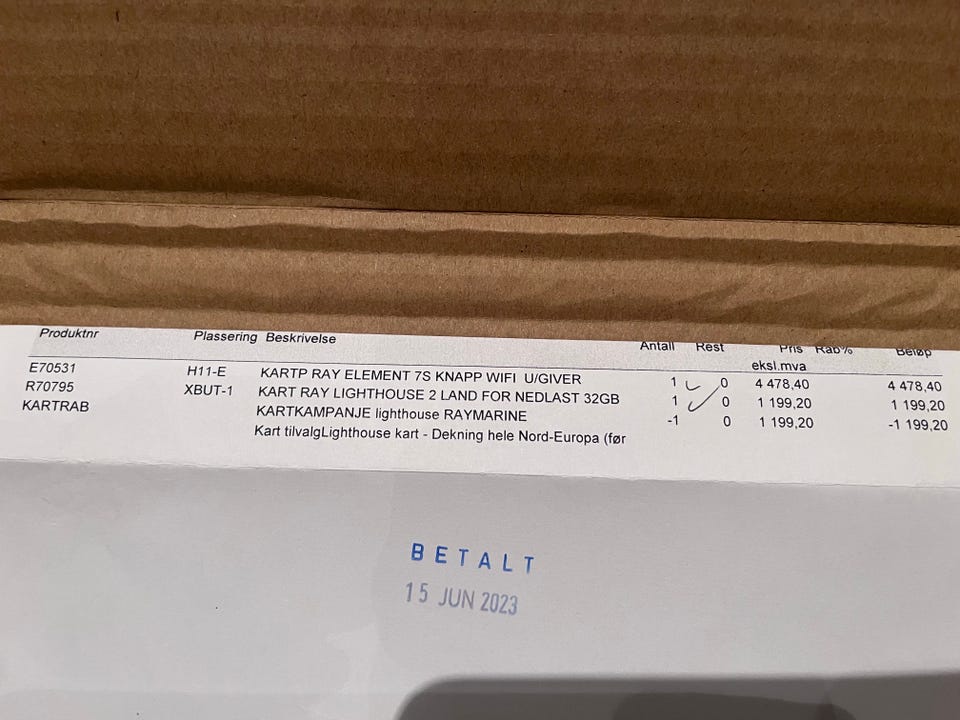 Produktnr Plassering Beskrivelse Antall Rest Pris Rab% Beløp
eksl.mva
E70531 H11-E KARTP RAY ELEMENT 7S KNAPP WIFI U/GIVER 1 0 4 478,40 4 478,40
R70795 XBUT-1 KART RAY LIGHTHOUSE 2 LAND FOR NEDLAST 32GB 1 0 1 199,20 1 199,20
KARTRAB KARTKAMPANJE lighthouse RAYMARINE -1 0 1 199,20 -1 199,20
Kart tilvalgLighthouse kart - Dekning hele Nord-Europa (før
BETALT
15 JUN 2023